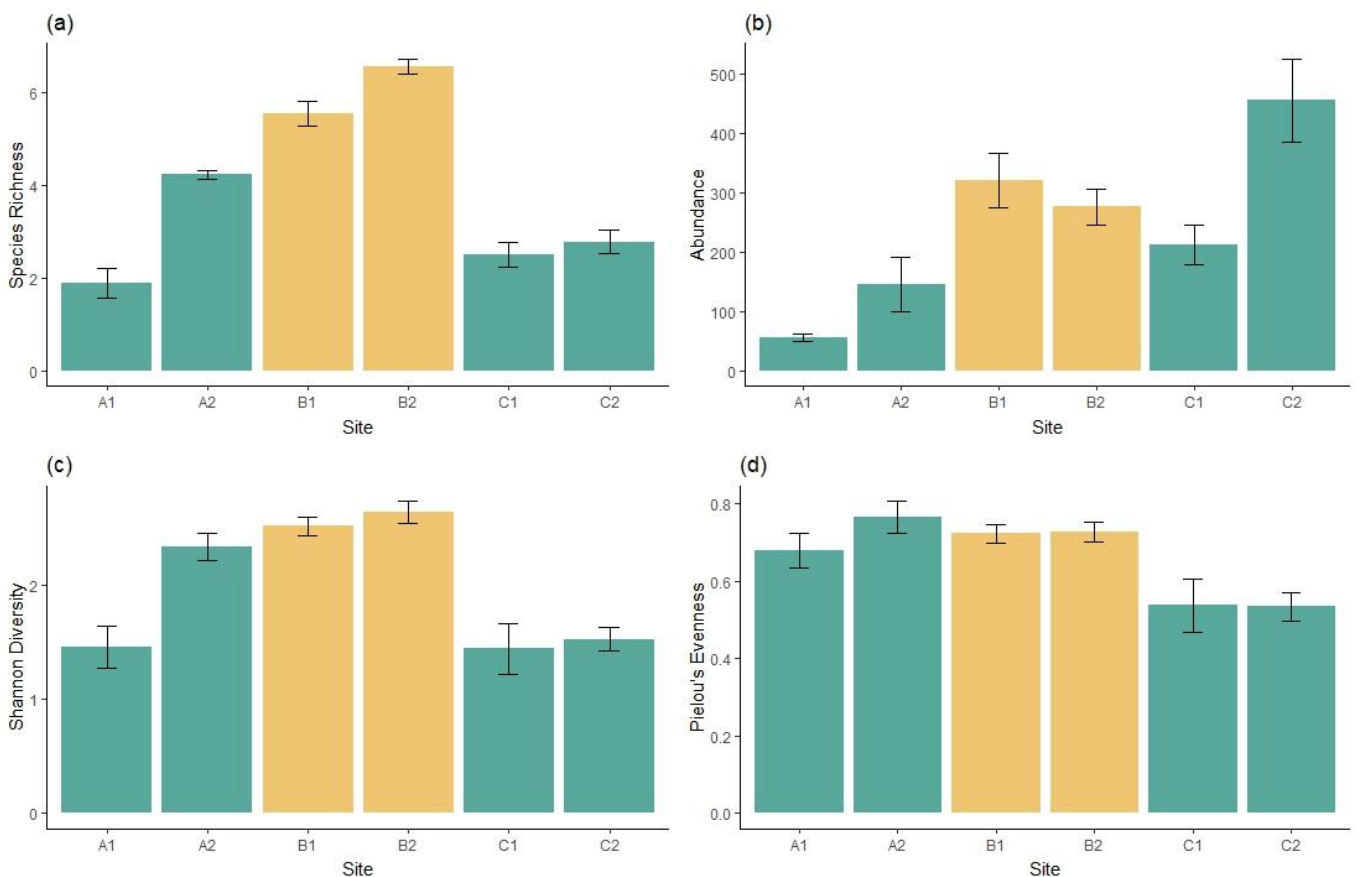 (a)
Species Richness
6
4
2
0
A1 A2 B1 B2 C1 C2
Site
(b)
Abundance
500
400
300
200
100
0
A1 A2 B1 B2 C1 C2
Site
(c)
Shannon Diversity
2
1
0
A1 A2 B1 B2 C1 C2
Site
(d)
Pielou's Evenness
0.8
0.6
0.4
0.2
0.0
A1 A2 B1 B2 C1 C2
Site